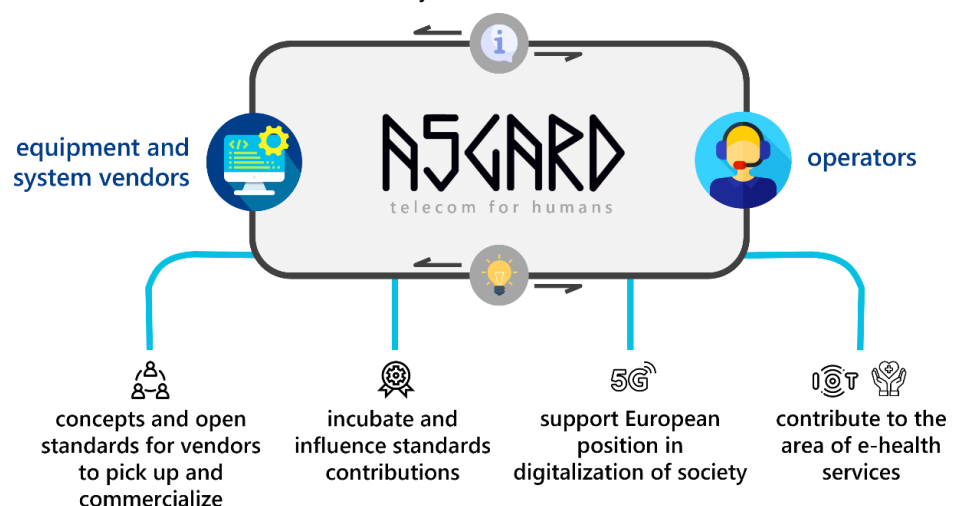 equipment and
system vendors
ASGARD
telecom for humans
operators
5G
IOT
concepts and open
standards for vendors
to pick up and
commercialize
incubate and
influence standards
contributions
support European
position in
digitalization of society
contribute to the
area of e-health
services